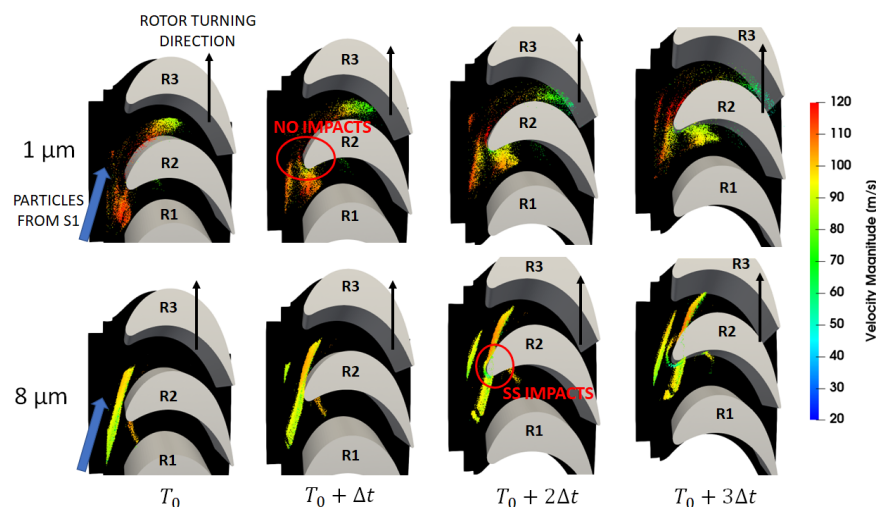 ROTOR TURNING
DIRECTION
R3
R2
R1
R3
NO IMPACTS
R2
R1
R3
R2
R1
R3
R2
R1
1 μm
PARTICLES
FROM S1
120
110
100
90
80
70
60
50
40
30
20
Velocity Magnitude (m/s)
8 μm
R3
R2
R1
R3
R2
R1
R3
R2
SS IMPACTS
R1
R3
R2
R1
T₀
T₀ + Δt
T₀ + 2Δt
T₀ + 3Δt